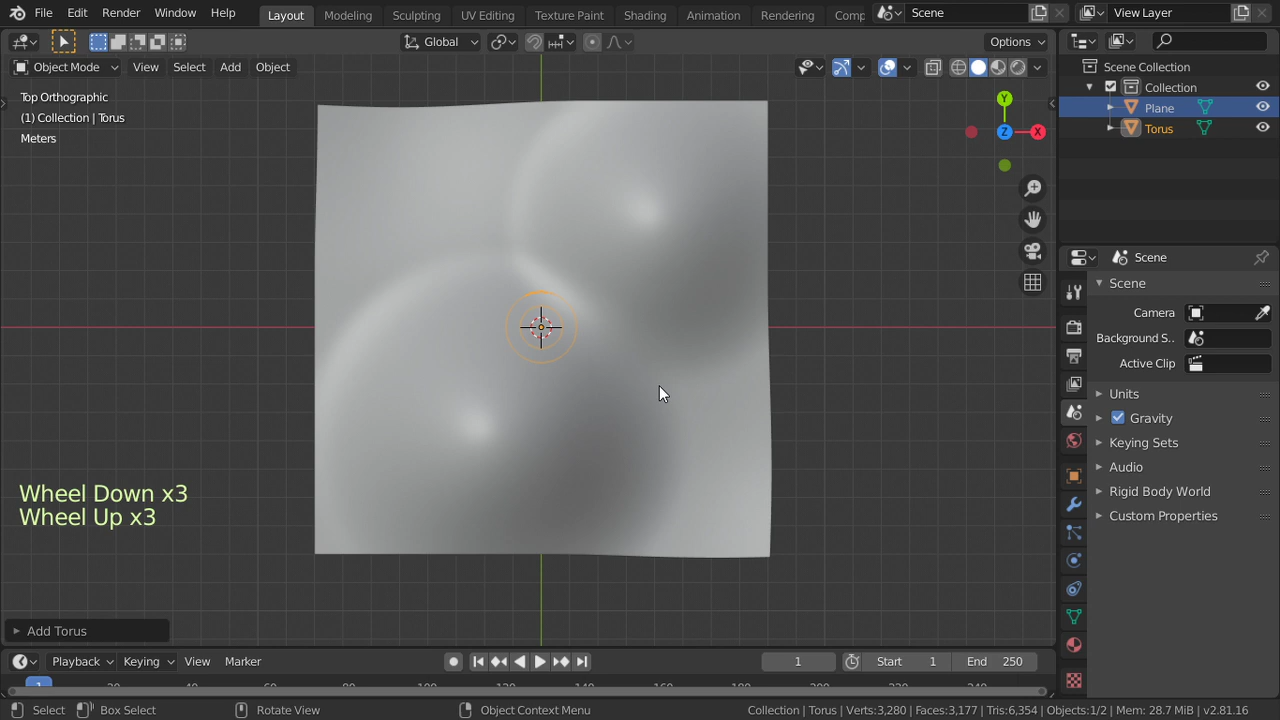 File Edit Render Window Help Layout Modeling Sculpting UV Editing Texture Paint Shading Animation Rendering Comp Scene View Layer
Global Options
Object Mode View Select Add Object
Scene Collection
Collection
Plane
Torus
Top Orthographic
(1) Collection | Torus
Meters
Y
Z
X
Scene
Scene
Camera
Background S..
Active Clip
Units
Gravity
Keying Sets
Audio
Rigid Body World
Custom Properties
Wheel Down x3
Wheel Up x3
Add Torus
Playback Keying View Marker 1 Start 1 End 250
1
Select Box Select Rotate View Object Context Menu Collection | Torus | Verts:3,280 | Faces:3,177 | Tris:6,354 | Objects:1/2 | Mem: 28.7 MiB | v2.81.16